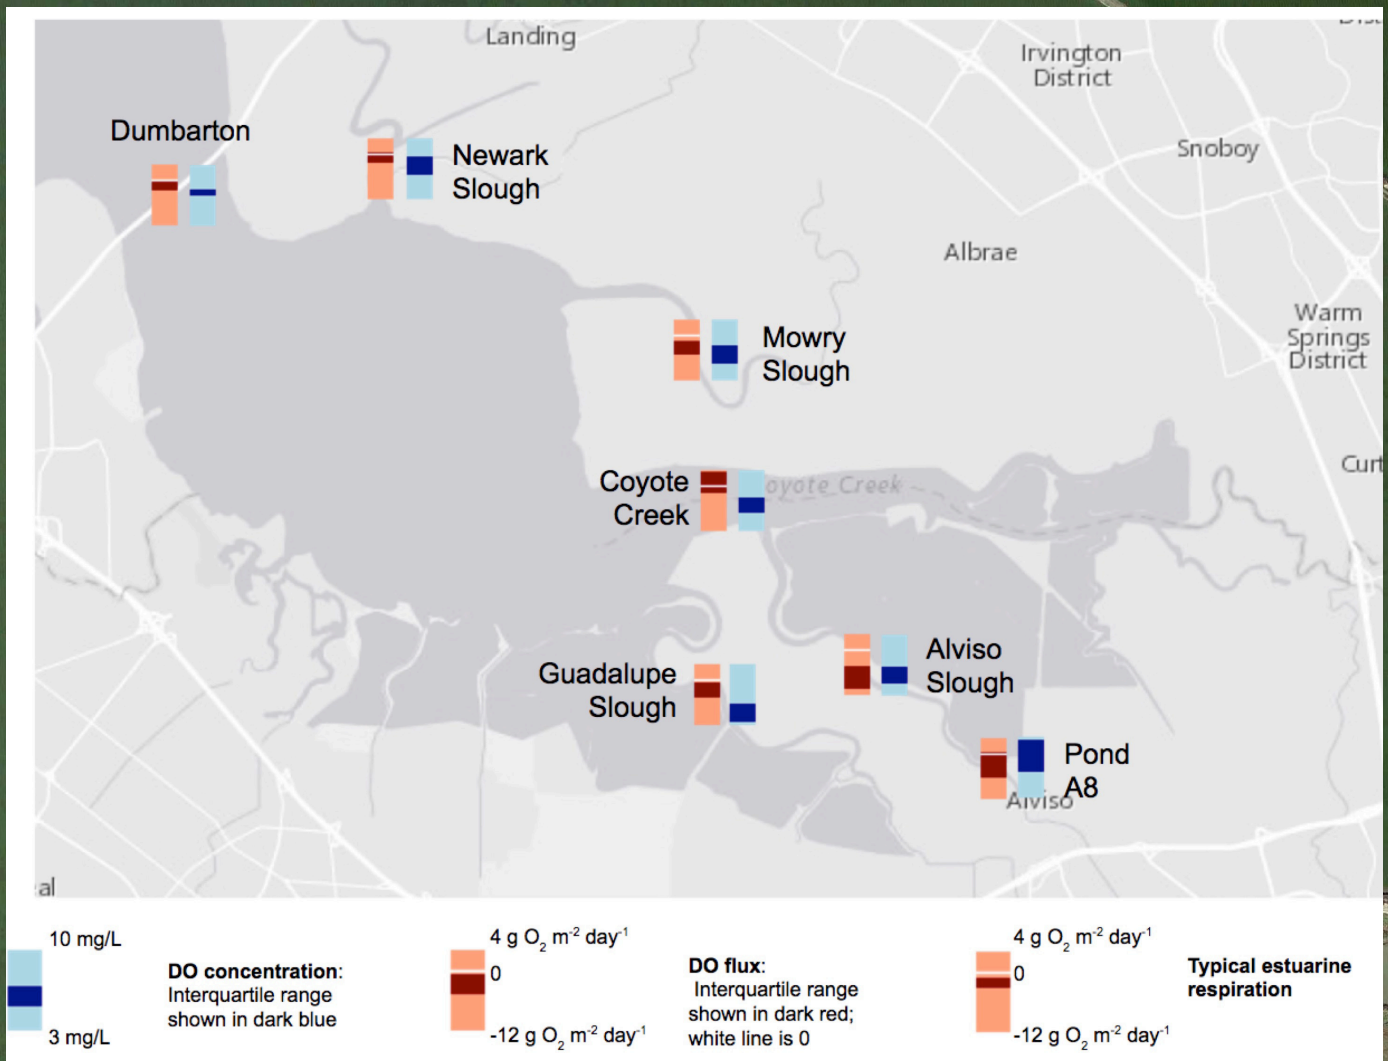 Landing
Irvington
District
Dumbarton
Snoboy
Newark
Slough
Albrae
Warm
Springs
District
Mowry
Slough
Curt
Coyote
Creek
oyote Creek
Alviso
Slough
Guadalupe
Slough
Pond
A8
Alviso
al
10 mg/L
3 mg/L
DO concentration:
Interquartile range
shown in dark blue
4 g O2 m-2 day-1
0
-12 g O2 m-2 day-1
DO flux:
Interquartile range
shown in dark red;
white line is 0
4 g O2 m-2 day-1
0
-12 g O2 m-2 day-1
Typical estuarine
respiration